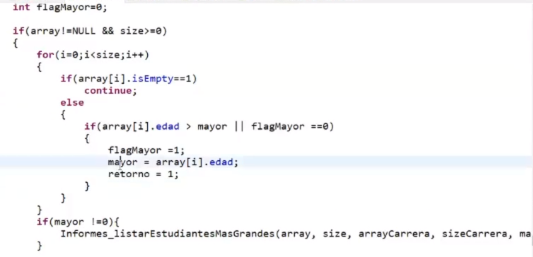 int flagMayor=0;
if(array!=NULL && size>=0)
{
for(i=0;i<size;i++)
{
if(array[i].isEmpty==1)
continue;
else
{
if(array[i].edad > mayor || flagMayor ==0)
{
flagMayor =1;
mayor = array[i].edad;
retorno = 1;
}
}
}
if(mayor !=0){
Informes_listarEstudiantesMasGrandes(array, size, arrayCarrera, sizeCarrera, ma
}